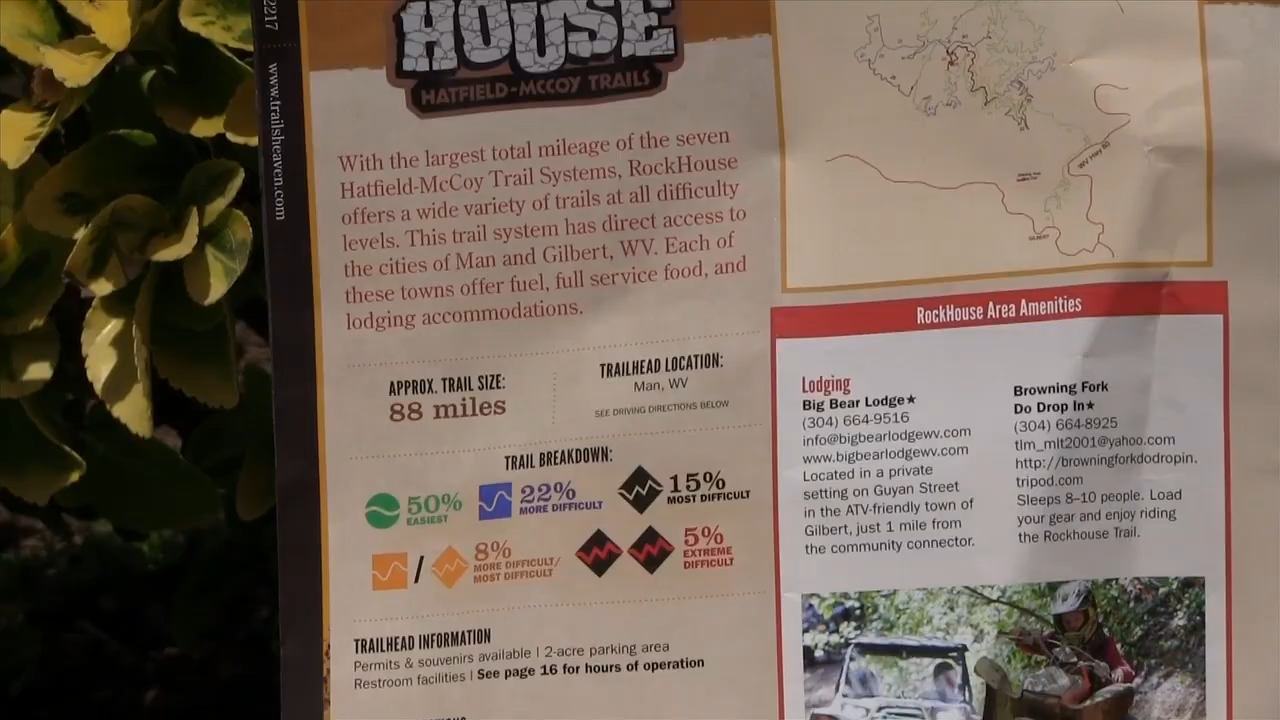 2217
www.trailsheaven.com
HOUSE
HATFIELD-MCCOY TRAILS
With the largest total mileage of the seven
Hatfield-McCoy Trail Systems, RockHouse
offers a wide variety of trails at all difficulty
levels. This trail system has direct access to
the cities of Man and Gilbert, WV. Each of
these towns offer fuel, full service food, and
lodging accommodations.
APPROX. TRAIL SIZE:
88 miles
TRAILHEAD LOCATION:
Man, WV
SEE DRIVING DIRECTIONS BELOW
TRAIL BREAKDOWN:
50%
EASIEST
22%
MORE DIFFICULT
15%
MOST DIFFICULT
/
8%
MORE DIFFICULT/
MOST DIFFICULT
5%
EXTREME
DIFFICULT
TRAILHEAD INFORMATION
Permits & souvenirs available | 2-acre parking area
Restroom facilities | See page 16 for hours of operation
WV Hwy 80
GILBERT
RockHouse Area Amenities
Lodging
Big Bear Lodge★
(304) 664-9516
info@bigbearlodgewv.com
www.bigbearlodgewv.com
Located in a private
setting on Guyan Street
in the ATV-friendly town of
Gilbert, just 1 mile from
the community connector.
Browning Fork
Do Drop In★
(304) 664-8925
tlm_mlt2001@yahoo.com
http://browningforkdodropin.
tripod.com
Sleeps 8–10 people. Load
your gear and enjoy riding
the Rockhouse Trail.